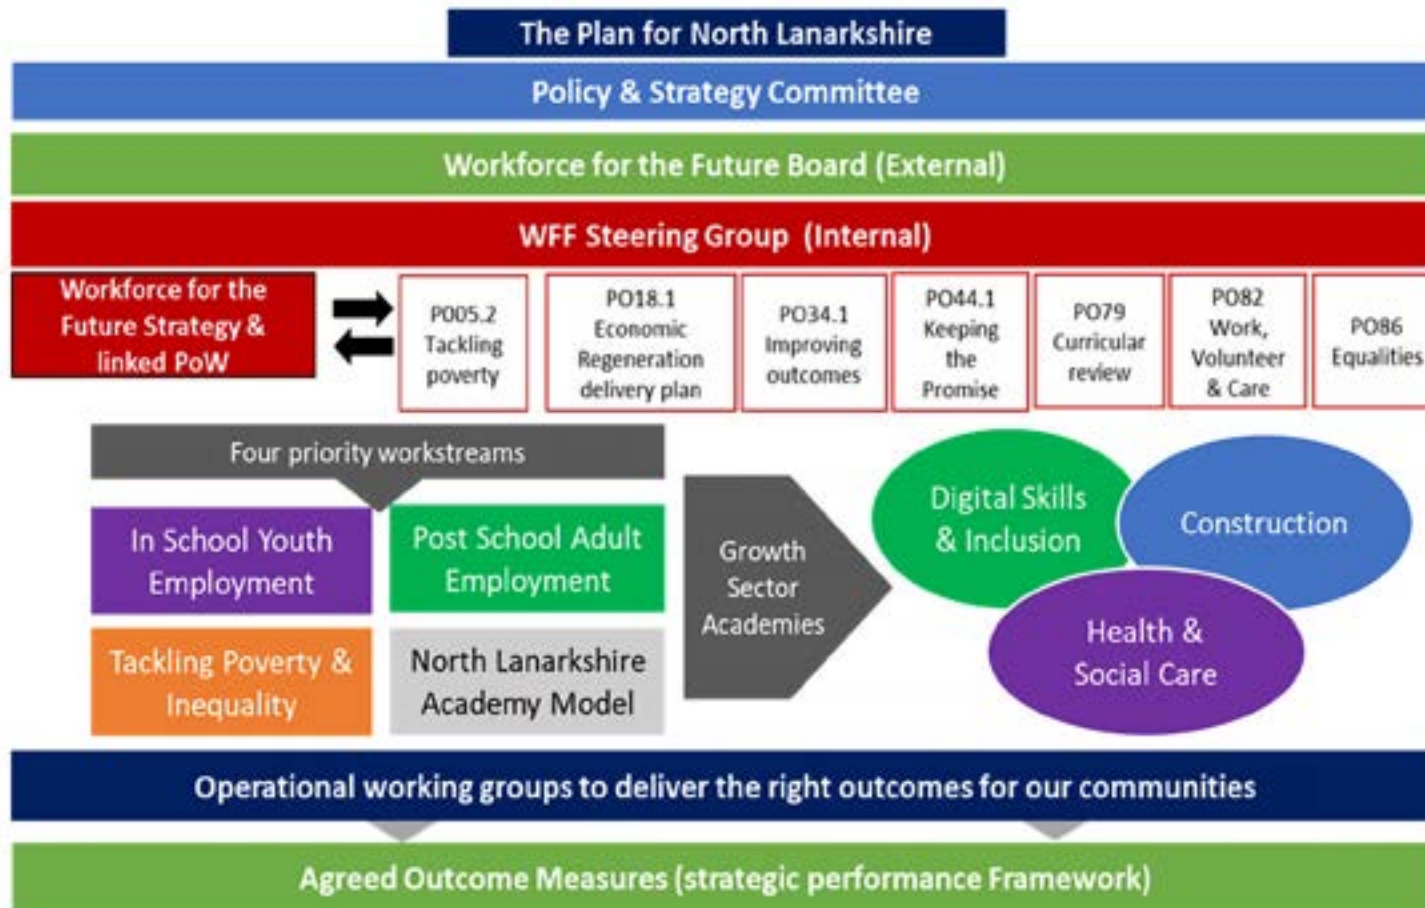 The Plan for North Lanarkshire
Policy & Strategy Committee
Workforce for the Future Board (External)
WFF Steering Group (Internal)
Workforce for the
Future Strategy &
linked PoW
P005.2
Tackling
poverty
PO18.1
Economic
Regeneration
delivery plan
PO34.1
Improving
outcomes
PO44.1
Keeping
the
Promise
PO79
Curricular
review
PO82
Work,
Volunteer
& Care
PO86
Equalities
Four priority workstreams
In School Youth
Employment
Post School Adult
Employment
Tackling Poverty &
Inequality
North Lanarkshire
Academy Model
Growth
Sector
Academies
Digital Skills
& Inclusion
Construction
Health &
Social Care
Operational working groups to deliver the right outcomes for our communities
Agreed Outcome Measures (strategic performance Framework)